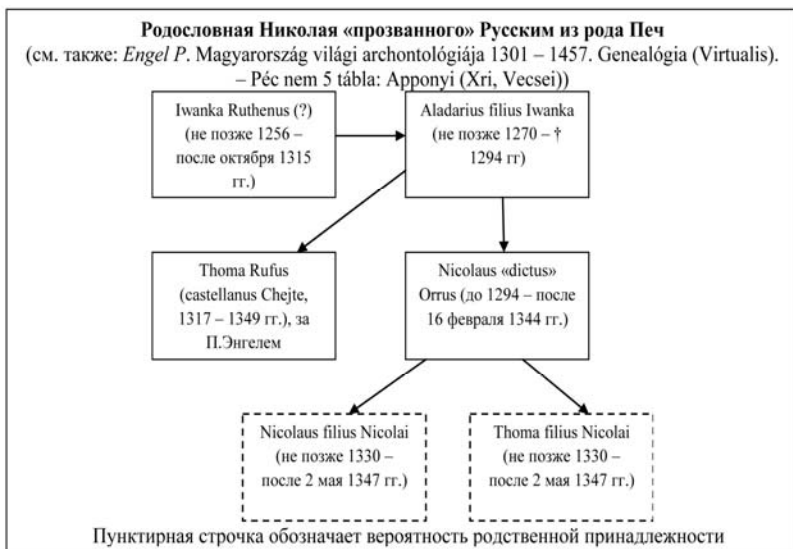 Родословная Николая «прозванного» Русским из рода Печ
(см. также: Engel P. Magyarország világi archontológiája 1301 – 1457. Genealógia (Virtualis).
– Péc nem 5 tábla: Apponyi (Xri, Vecsei))
Iwanka Ruthenus (?)
(не позже 1256 –
после октября 1315
гг.)
Aladarius filius Iwanka
(не позже 1270 – †
1294 гг)
Thoma Rufus
(castellanus Chejte,
1317 – 1349 гг.), за
П.Энгелем
Nicolaus «dictus»
Orrus (до 1294 – после
16 февраля 1344 гг.)
Nicolaus filius Nicolai
(не позже 1330 –
после 2 мая 1347 гг.)
Thoma filius Nicolai
(не позже 1330 –
после 2 мая 1347 гг.)
Пунктирная строчка обозначает вероятность родственной принадлежности